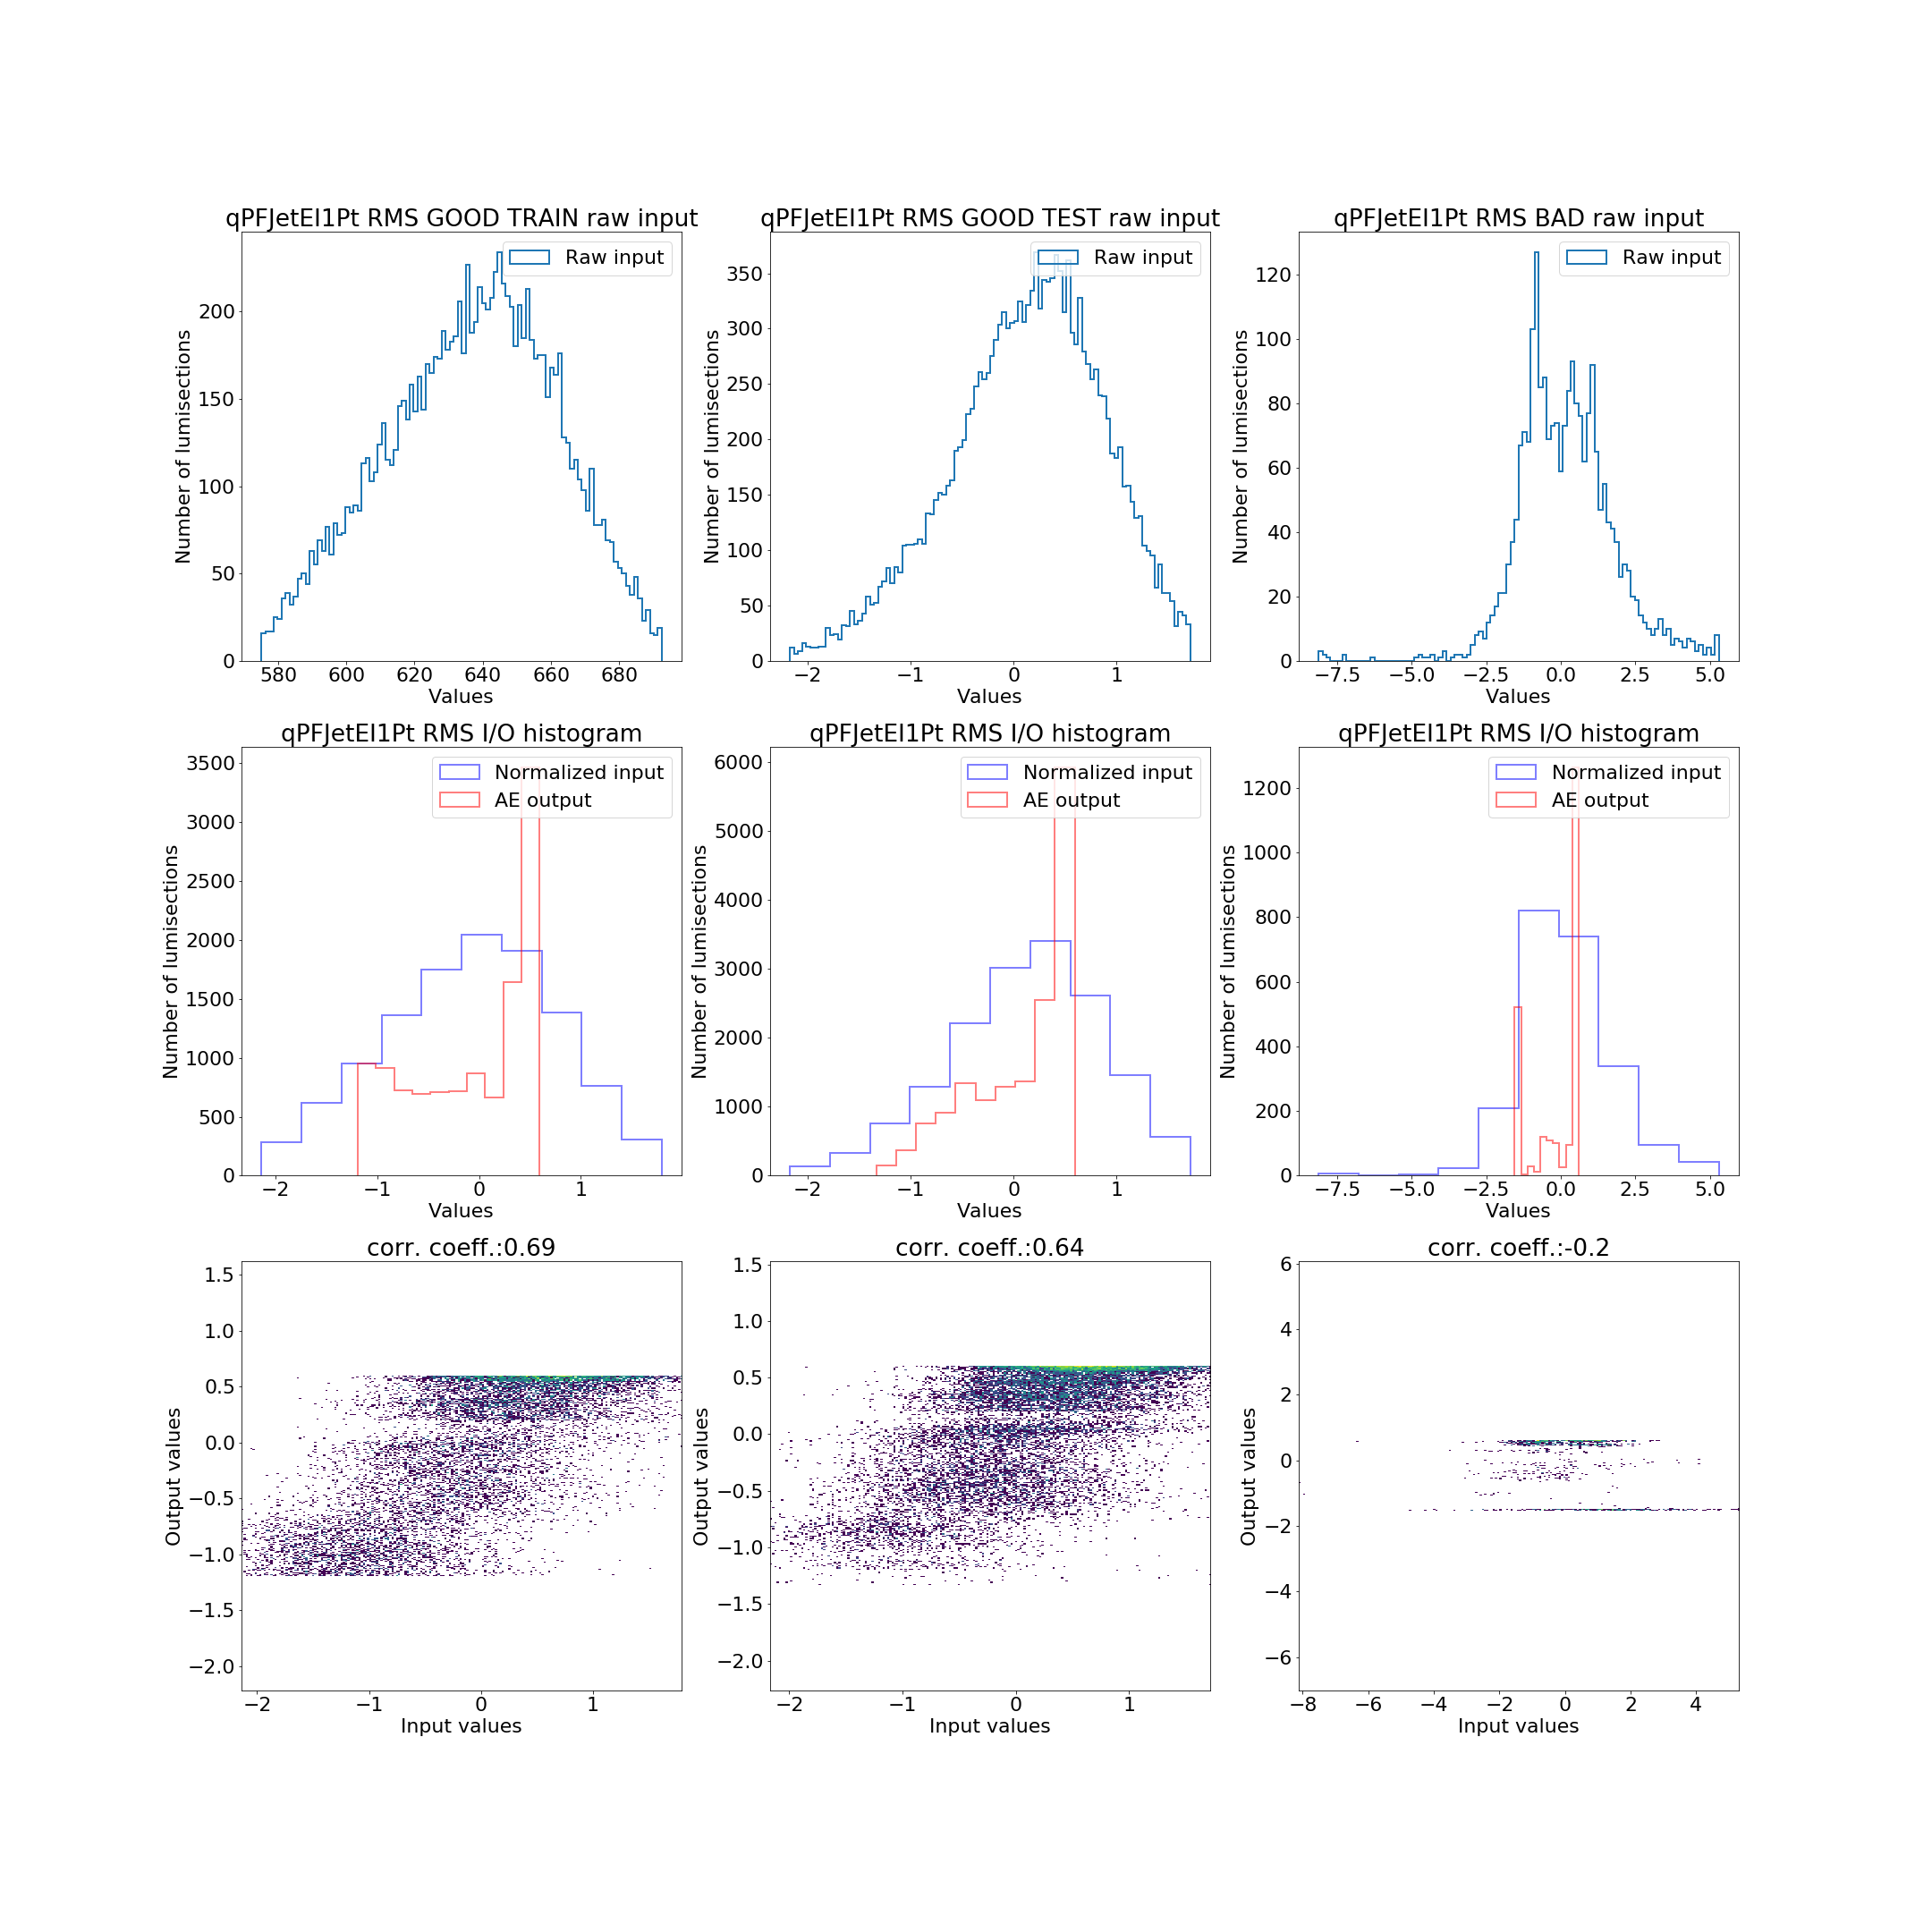 qPFJetEI1Pt RMS GOOD TRAIN raw input
Raw input
200
150
100
50
0
Number of lumisections
580 600 620 640 660 680
Values
qPFJetEI1Pt RMS GOOD TEST raw input
Raw input
350
300
250
200
150
100
50
0
Number of lumisections
−2 −1 0 1
Values
qPFJetEI1Pt RMS BAD raw input
Raw input
120
100
80
60
40
20
0
Number of lumisections
−7.5 −5.0 −2.5 0.0 2.5 5.0
Values
qPFJetEI1Pt RMS I/O histogram
Normalized input
AE output
3500
3000
2500
2000
1500
1000
500
0
Number of lumisections
−2 −1 0 1
Values
qPFJetEI1Pt RMS I/O histogram
Normalized input
AE output
6000
5000
4000
3000
2000
1000
0
Number of lumisections
−2 −1 0 1
Values
qPFJetEI1Pt RMS I/O histogram
Normalized input
AE output
1200
1000
800
600
400
200
0
Number of lumisections
−7.5 −5.0 −2.5 0.0 2.5 5.0
Values
corr. coeff.:0.69
1.5
1.0
0.5
0.0
−0.5
−1.0
−1.5
−2.0
Output values
−2 −1 0 1
Input values
corr. coeff.:0.64
1.5
1.0
0.5
0.0
−0.5
−1.0
−1.5
−2.0
Output values
−2 −1 0 1
Input values
corr. coeff.:-0.2
6
4
2
0
−2
−4
−6
Output values
−8 −6 −4 −2 0 2 4
Input values